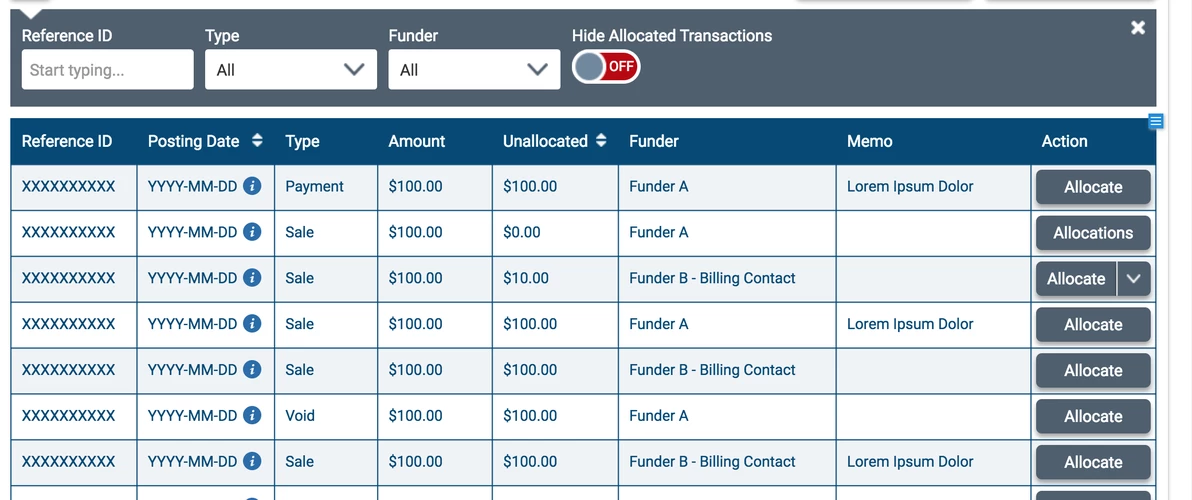 Reference ID Type Funder Hide Allocated Transactions
Start typing... All All OFF
Reference ID Posting Date Type Amount Unallocated Funder Memo Action
XXXXXXXXXX YYYY-MM-DD i Payment $100.00 $100.00 Funder A Lorem Ipsum Dolor Allocate
XXXXXXXXXX YYYY-MM-DD i Sale $100.00 $0.00 Funder A Allocations
XXXXXXXXXX YYYY-MM-DD i Sale $100.00 $10.00 Funder B - Billing Contact Allocate
XXXXXXXXXX YYYY-MM-DD i Sale $100.00 $100.00 Funder A Lorem Ipsum Dolor Allocate
XXXXXXXXXX YYYY-MM-DD i Sale $100.00 $100.00 Funder B - Billing Contact Allocate
XXXXXXXXXX YYYY-MM-DD i Void $100.00 $100.00 Funder A Allocate
XXXXXXXXXX YYYY-MM-DD i Sale $100.00 $100.00 Funder B - Billing Contact Lorem Ipsum Dolor Allocate